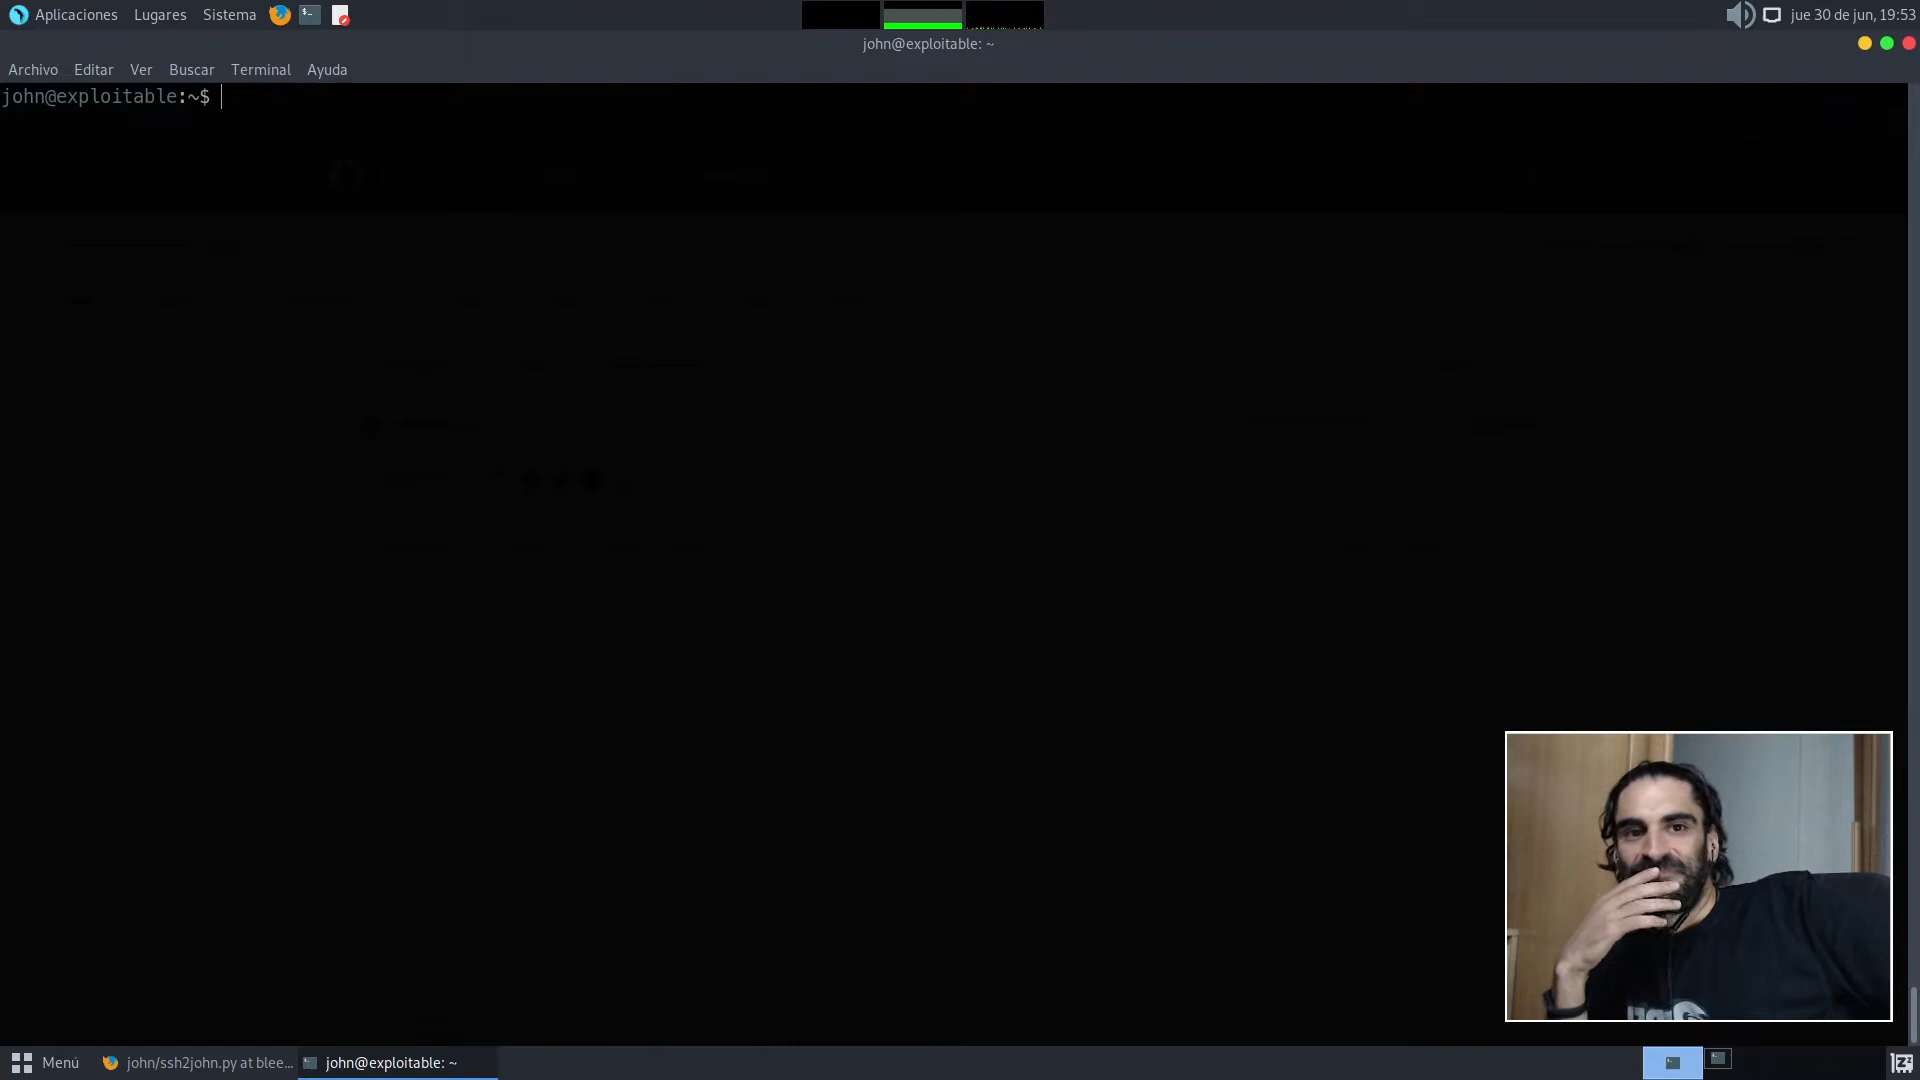 Aplicaciones Lugares Sistema
jue 30 de jun, 19:53
john@exploitable: ~
Archivo Editar Ver Buscar Terminal Ayuda
john@exploitable:~$
Menú
john/ssh2john.py at blee...
john@exploitable: ~